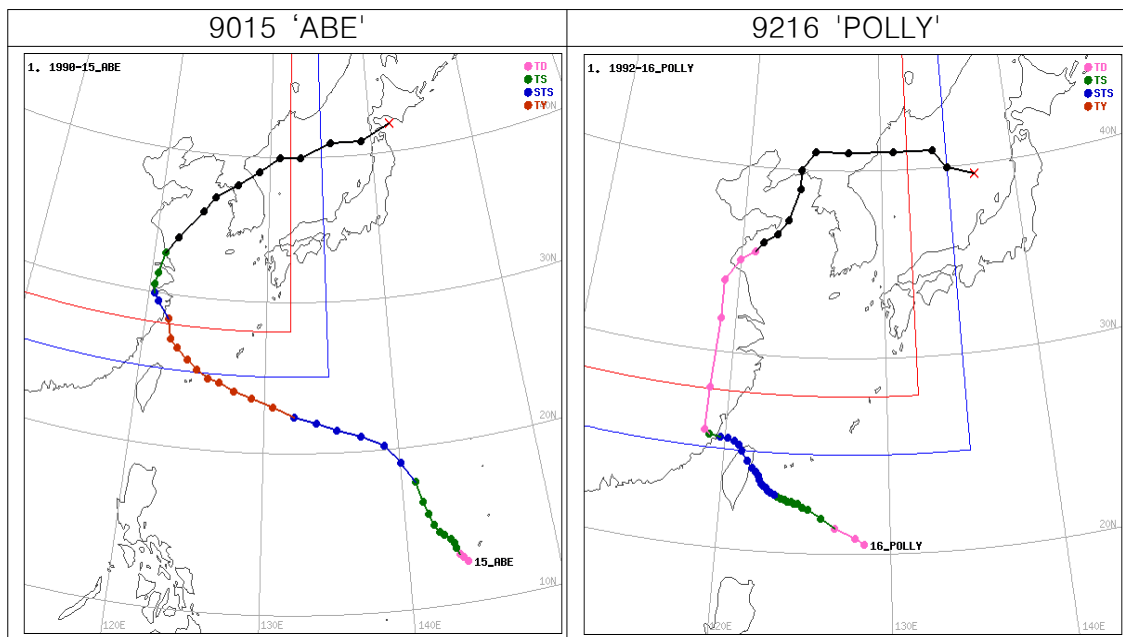 9015 ‘ABE’
9216 'POLLY'
1. 1990-15_ABE
TD
TS
STS
TY
40N
30N
20N
10N
15_ABE
120E
130E
140E
1. 1992-16_POLLY
TD
TS
STS
TY
40N
30N
20N
16_POLLY
120E
130E
140E